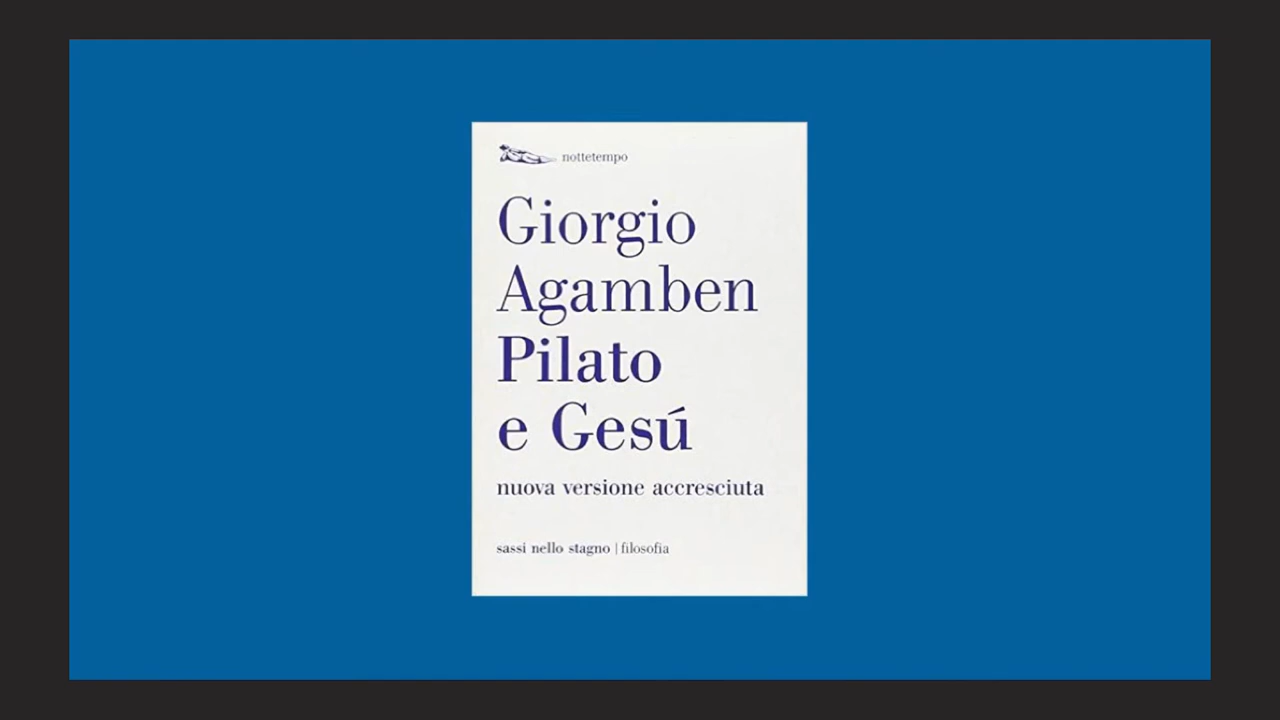 nottetempo
Giorgio
Agamben
Pilato
e Gesú
nuova versione accresciuta
sassi nello stagno | filosofia